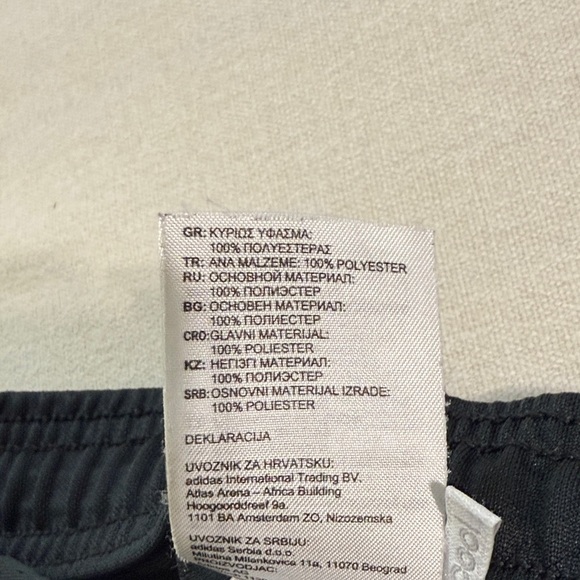 GR: ΚΥΡΙΩΣ ΥΦΑΣΜΑ:
100% ΠΟΛΥΕΣΤΕΡΑΣ
TR: ANA MALZEME: 100% POLYESTER
RU: ОСНОВНОЙ МАТЕРИАЛ:
100% ПОЛИЭСТЕР
BG: ОСНОВЕН МАТЕРИАЛ:
100% ПОЛИЕСТЕР
CRO:GLAVNI MATERIJAL:
100% POLIESTER
KZ: НЕГІЗГІ МАТЕРИАЛ:
100% ПОЛИЭСТЕР
SRB:OSNOVNI MATERIJAL IZRADE:
100% POLIESTER
DEKLARACIJA
UVOZNIK ZA HRVATSKU:
adidas International Trading BV.
Atlas Arena – Africa Building
Hoogoorddreef 9a.
1101 BA Amsterdam ZO, Nizozemska
UVOZNIK ZA SRBIJU:
adidas Serbia d.o.o
Milutina Milankovica 11, 11070 Beograd
PROIZVODJAC:
cool